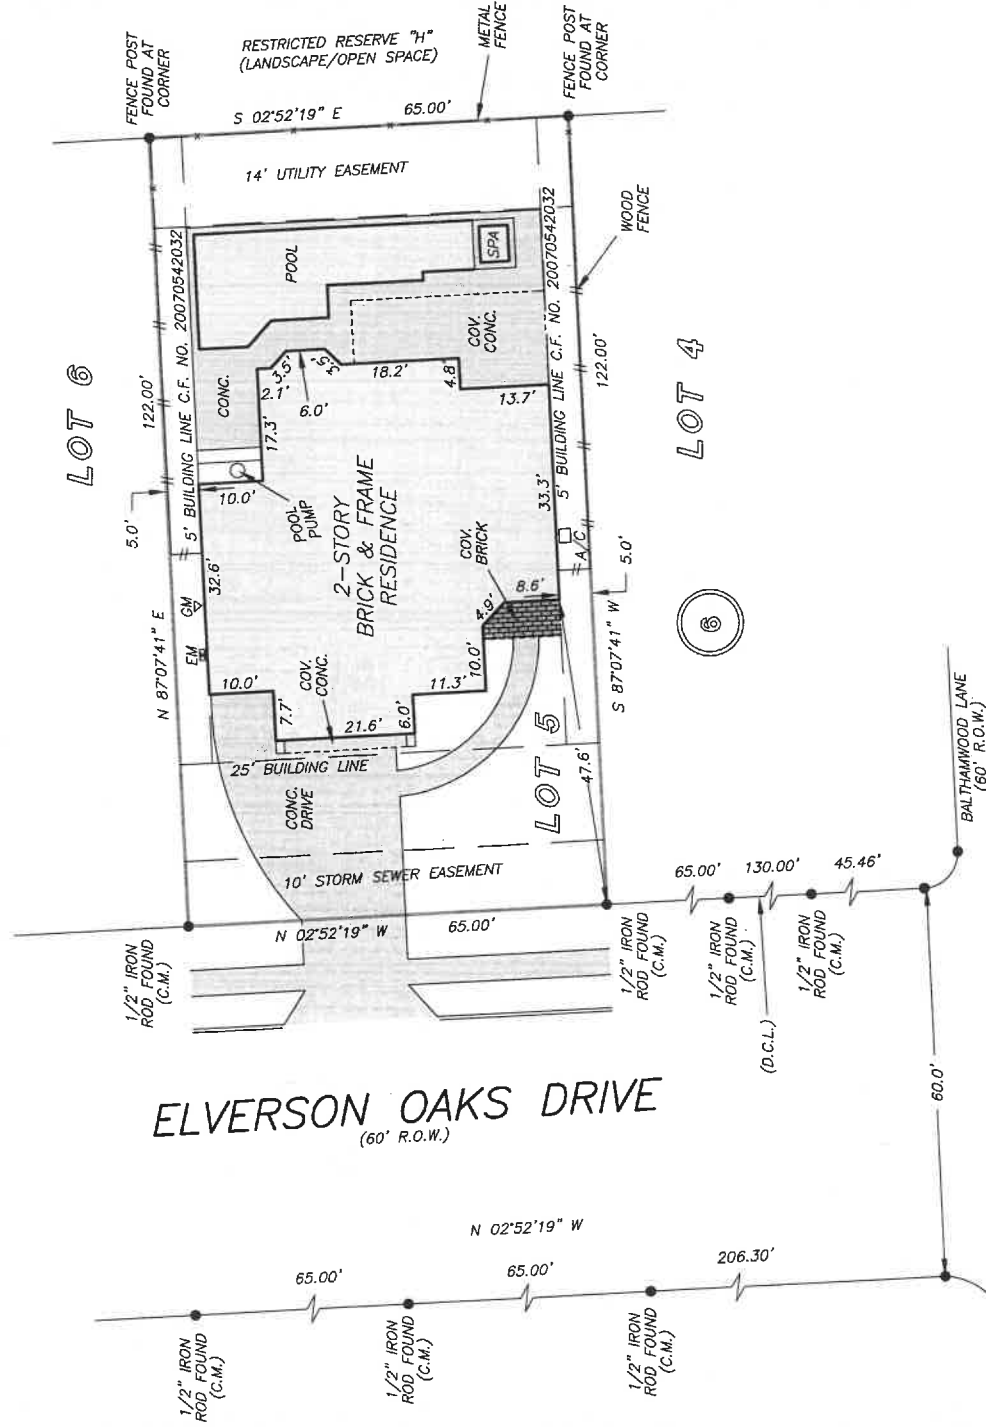 FENCE POST
FOUND AT
CORNER
RESTRICTED RESERVE "H"
(LANDSCAPE/OPEN SPACE)
METAL
FENCE
FENCE POST
FOUND AT
CORNER
S 02°52'19" E
65.00'
14' UTILITY EASEMENT
WOOD
FENCE
LOT 6
122.00'
5' BUILDING LINE C.F. NO. 20070542032
POOL
SPA
CONC.
COV.
CONC.
3.5'
3.5'
2.1'
6.0'
18.2'
4.8'
13.7'
17.3'
5' BUILDING LINE C.F. NO. 20070542032
122.00'
LOT 4
5.0'
10.0'
POOL
PUMP
2-STORY
BRICK & FRAME
RESIDENCE
33.3'
COV.
BRICK
A/C
5.0'
32.6'
GM
EM
N 87°07'41" E
8.6'
4.9'
10.0'
S 87°07'41" W
6
10.0'
COV.
CONC.
11.3'
7.7'
21.6'
6.0'
25' BUILDING LINE
LOT 5
47.6'
CONC.
DRIVE
10' STORM SEWER EASEMENT
BALTHAMWOOD LANE
(60' R.O.W.)
N 02°52'19" W
65.00'
65.00'
130.00'
45.46'
1/2" IRON
ROD FOUND
(C.M.)
1/2" IRON
ROD FOUND
(C.M.)
1/2" IRON
ROD FOUND
(C.M.)
1/2" IRON
ROD FOUND
(C.M.)
(D.C.L.)
60.0'
ELVERSON OAKS DRIVE
(60' R.O.W.)
N 02°52'19" W
65.00'
65.00'
206.30'
1/2" IRON
ROD FOUND
(C.M.)
1/2" IRON
ROD FOUND
(C.M.)
1/2" IRON
ROD FOUND
(C.M.)